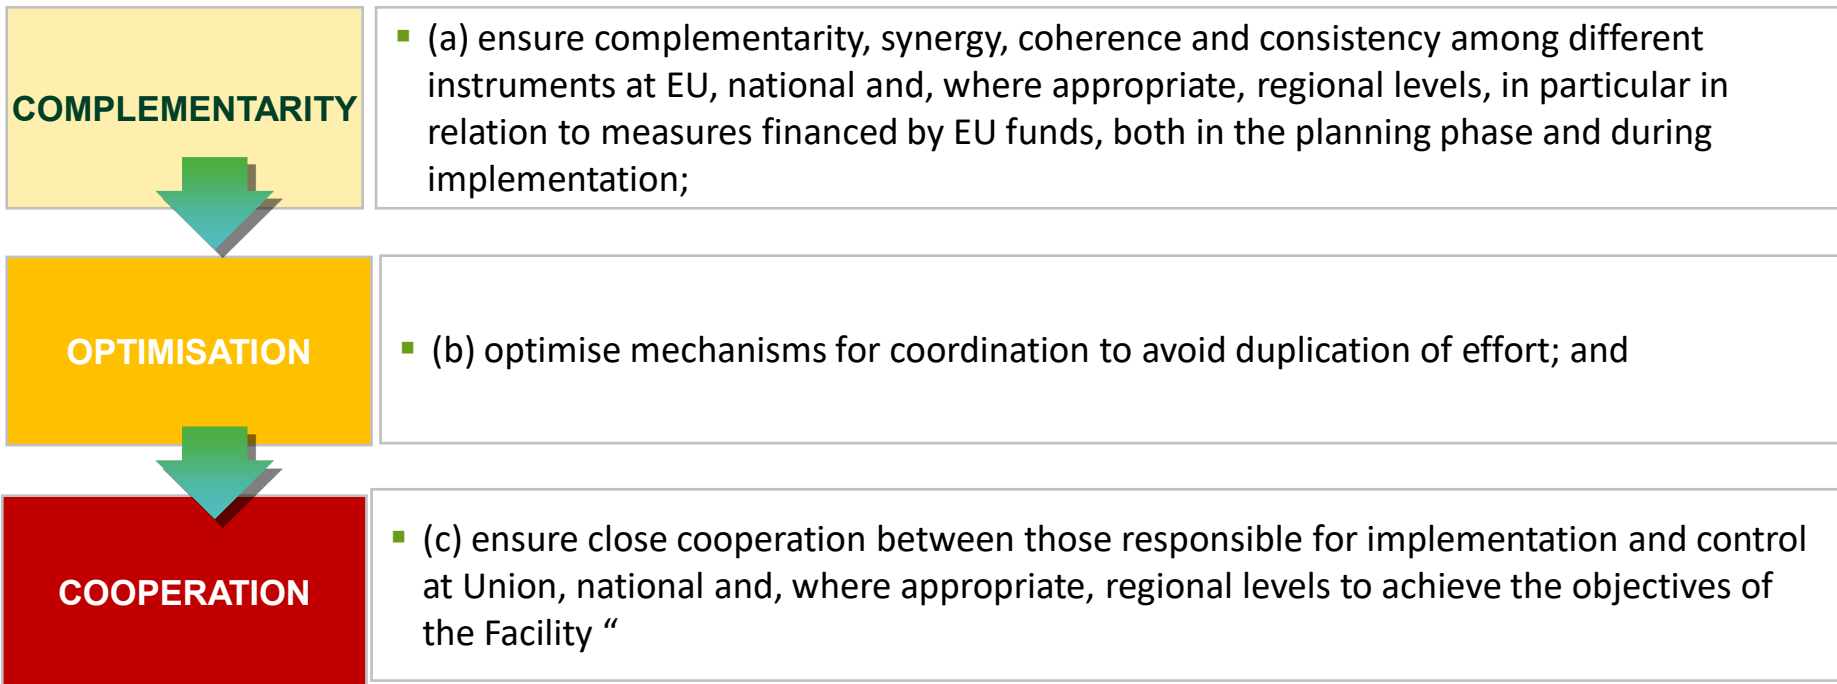 COMPLEMENTARITY
▪ (a) ensure complementarity, synergy, coherence and consistency among different
instruments at EU, national and, where appropriate, regional levels, in particular in
relation to measures financed by EU funds, both in the planning phase and during
implementation;
OPTIMISATION
▪ (b) optimise mechanisms for coordination to avoid duplication of effort; and
COOPERATION
▪ (c) ensure close cooperation between those responsible for implementation and control
at Union, national and, where appropriate, regional levels to achieve the objectives of
the Facility “